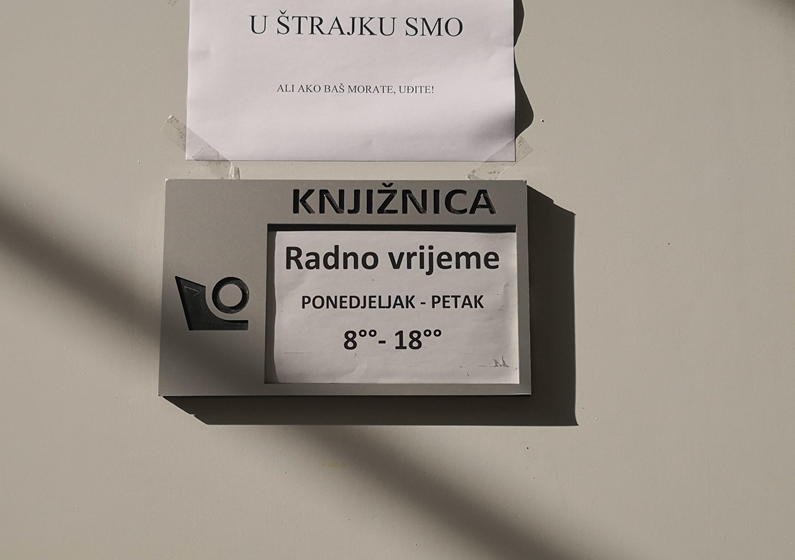 U ŠTRAJKU SMO
ALI AKO BAŠ MORATE, UĐITE!
KNJIŽNICA
Radno vrijeme
PONEDJELJAK - PETAK
8°°- 18°°